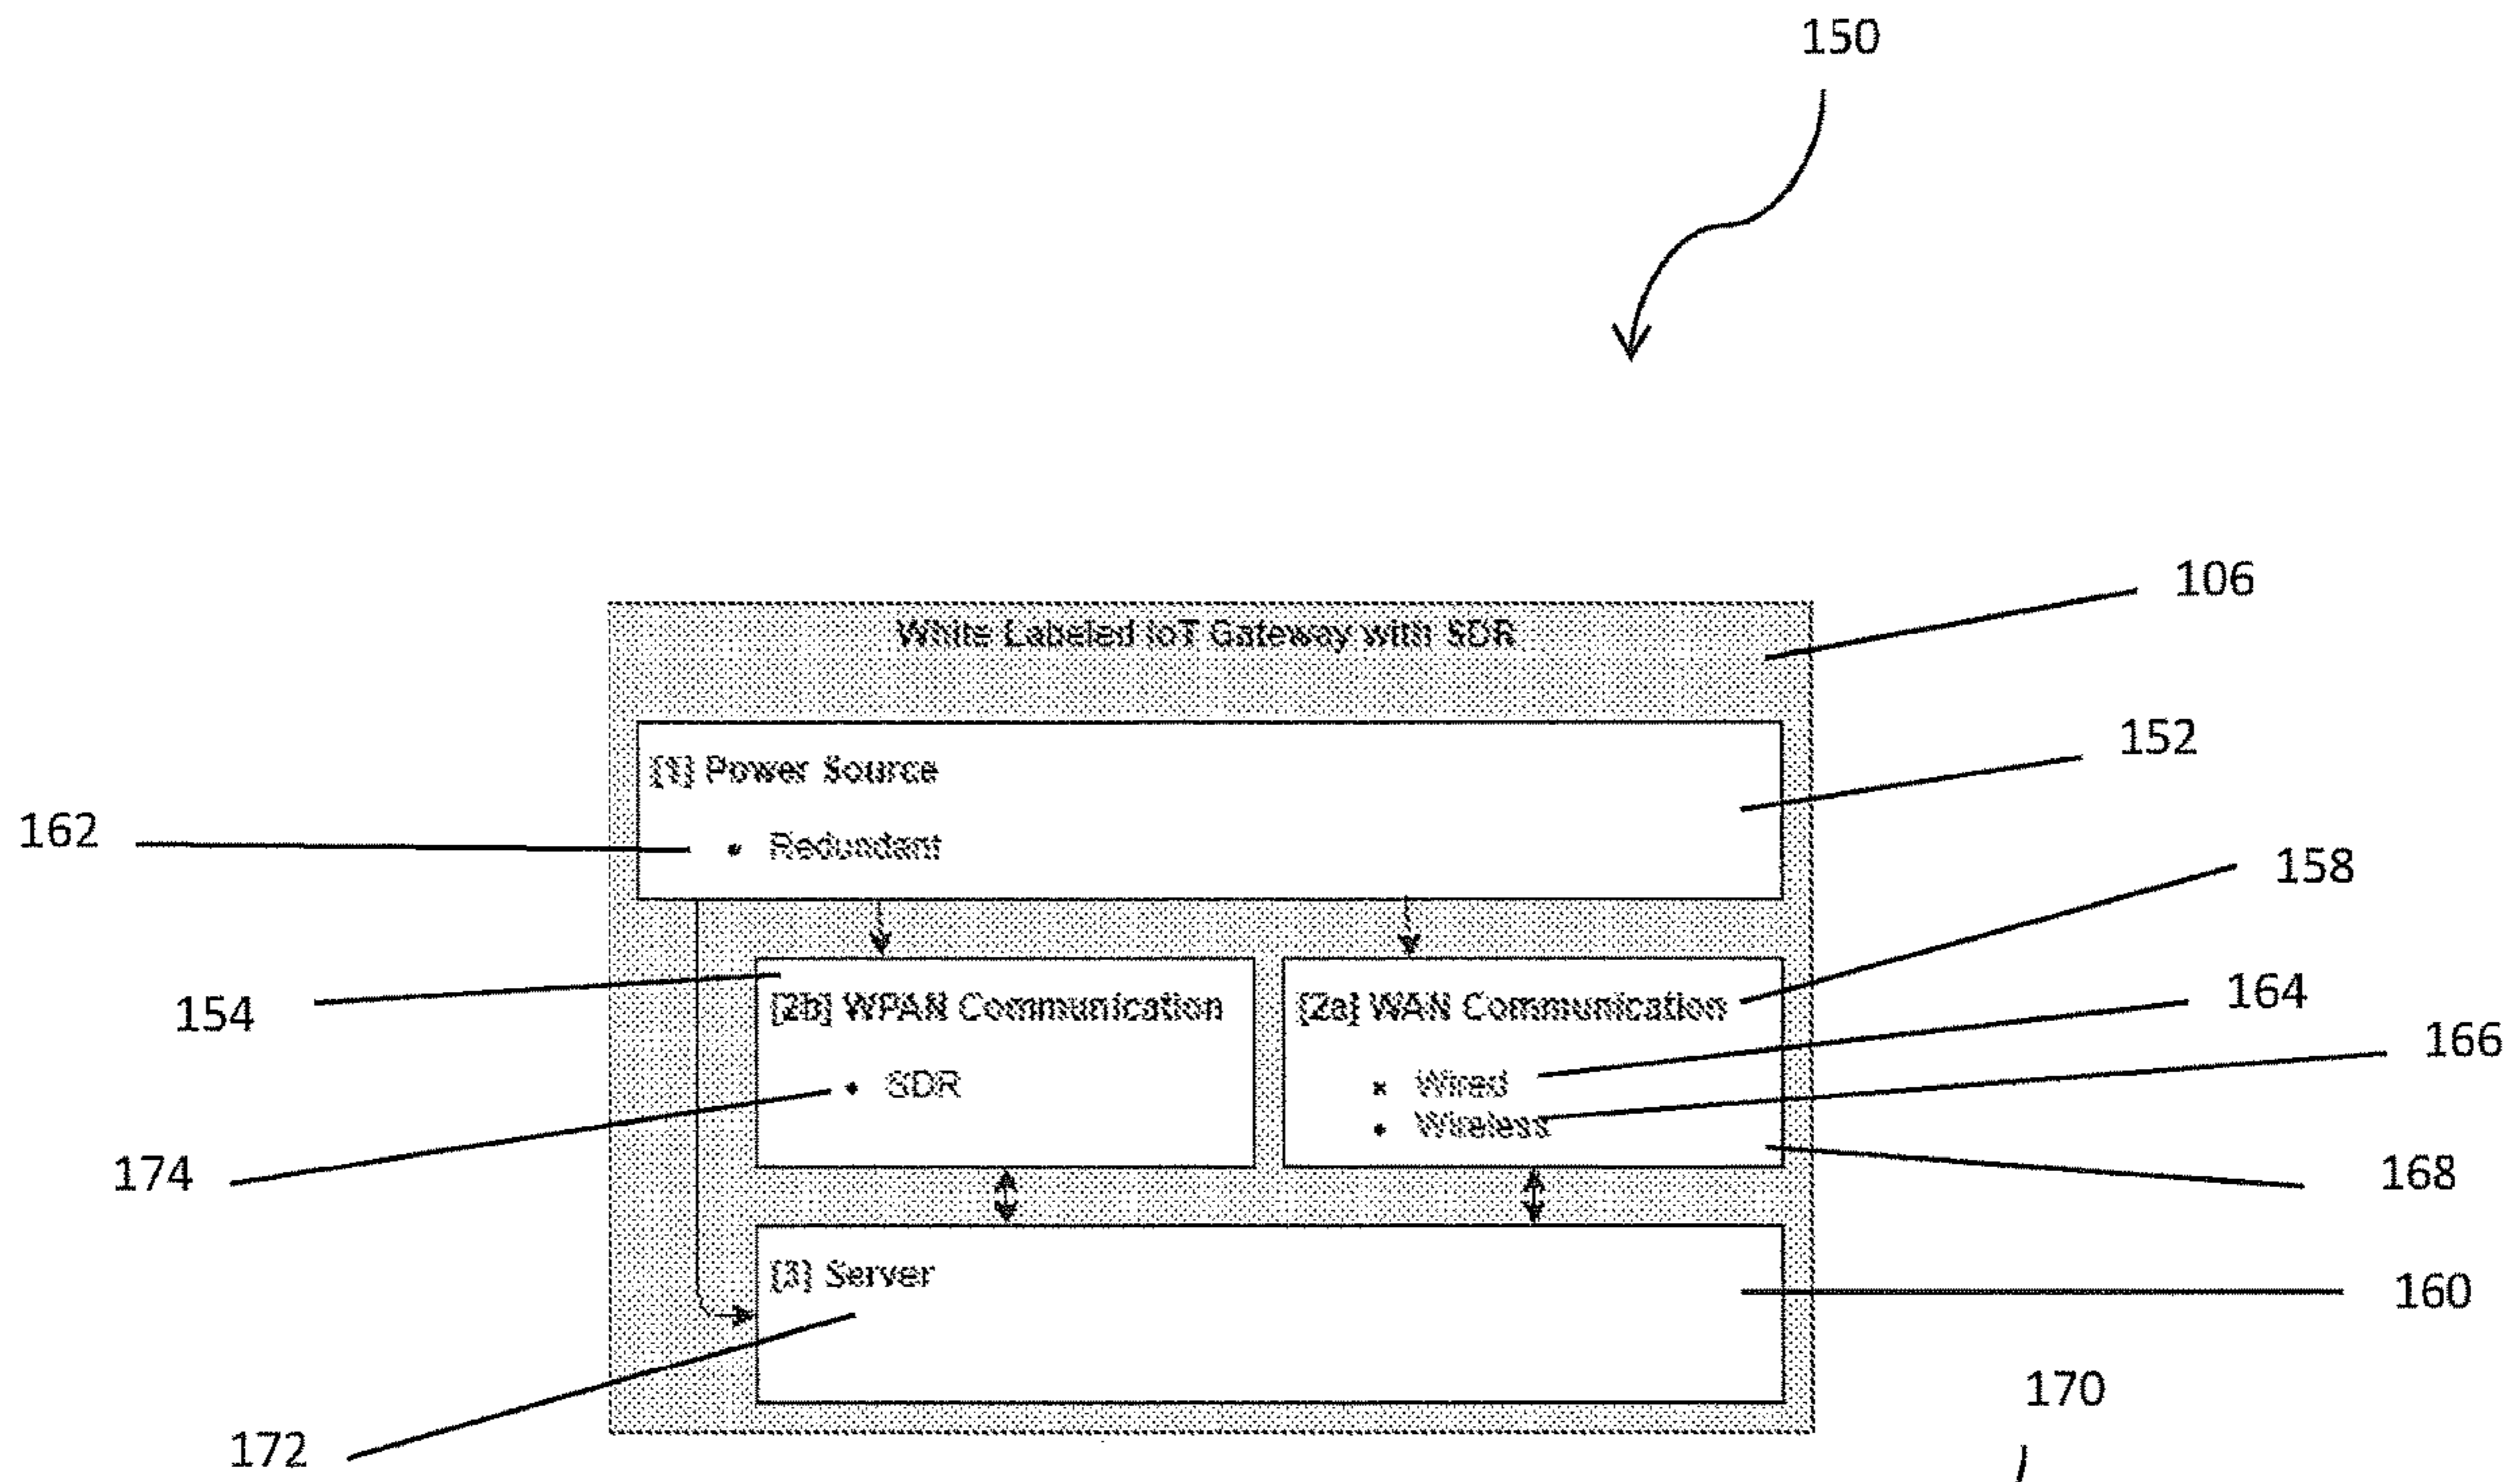 150
106
White Labeled IoT Gateway with SDR
152
[1] Power Source
162
• Redundant
158
154
[2b] WPAN Communication
[2a] WAN Communication
164
166
• SDR
• Wired
• Wireless
174
168
[3] Server
160
170
172